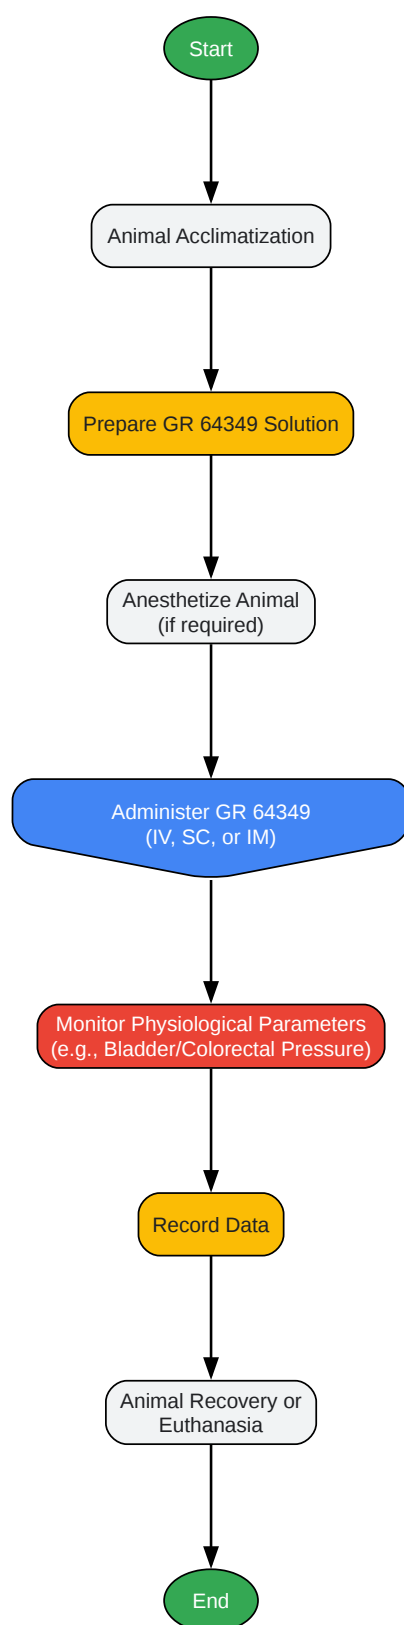 Start
Animal Acclimatization
Prepare GR 64349 Solution
Anesthetize Animal
(if required)
Administer GR 64349
(IV, SC, or IM)
Monitor Physiological Parameters
(e.g., Bladder/Colorectal Pressure)
Record Data
Animal Recovery or
Euthanasia
End